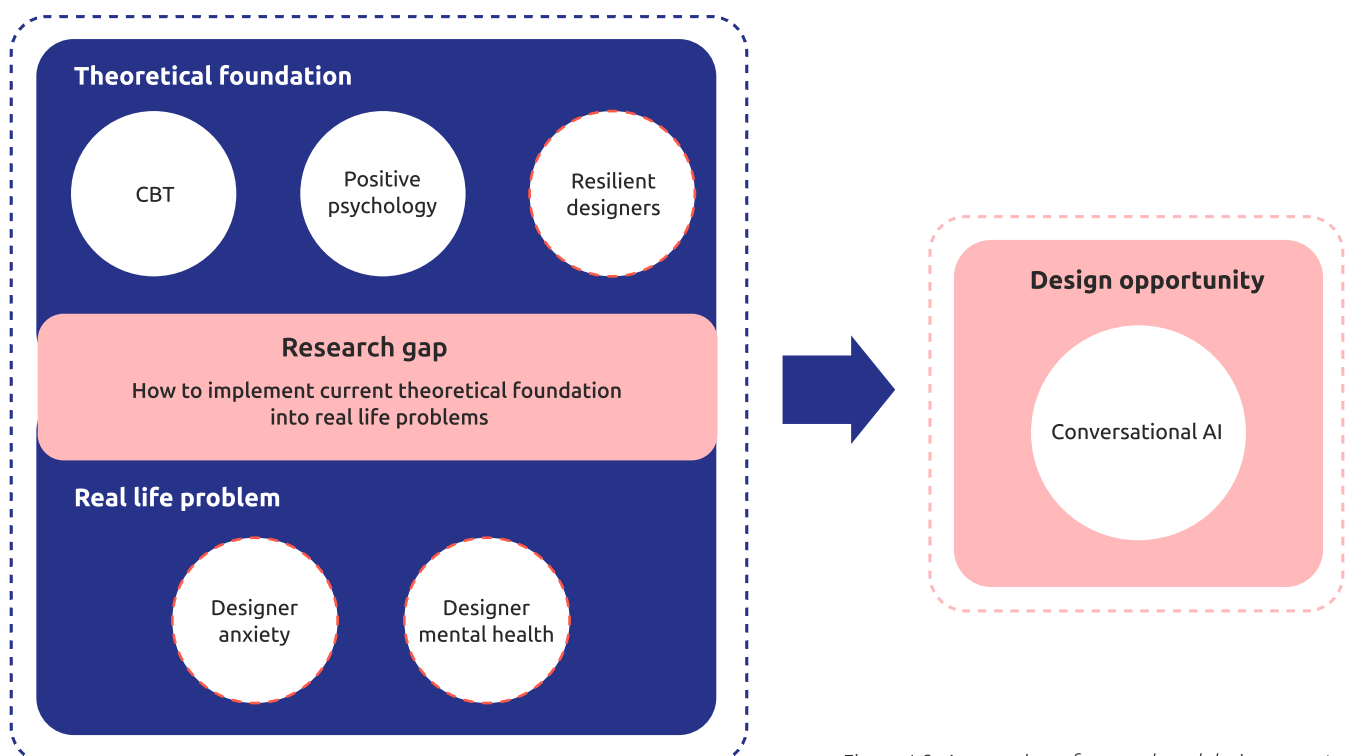 Theoretical foundation
CBT
Positive
psychology
Resilient
designers
Research gap
How to implement current theoretical foundation
into real life problems
Real life problem
Designer
anxiety
Designer
mental health
Design opportunity
Conversational AI